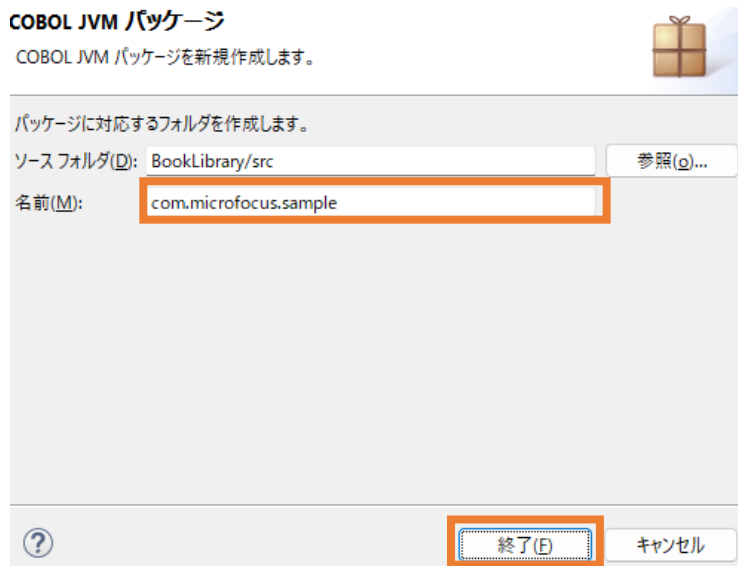 COBOL JVM パッケージ
COBOL JVM パッケージを新規作成します。
パッケージに対応するフォルダを作成します。
ソース フォルダ(D): BookLibrary/src 参照(o)...
名前(M): com.microfocus.sample
? 終了(F) キャンセル